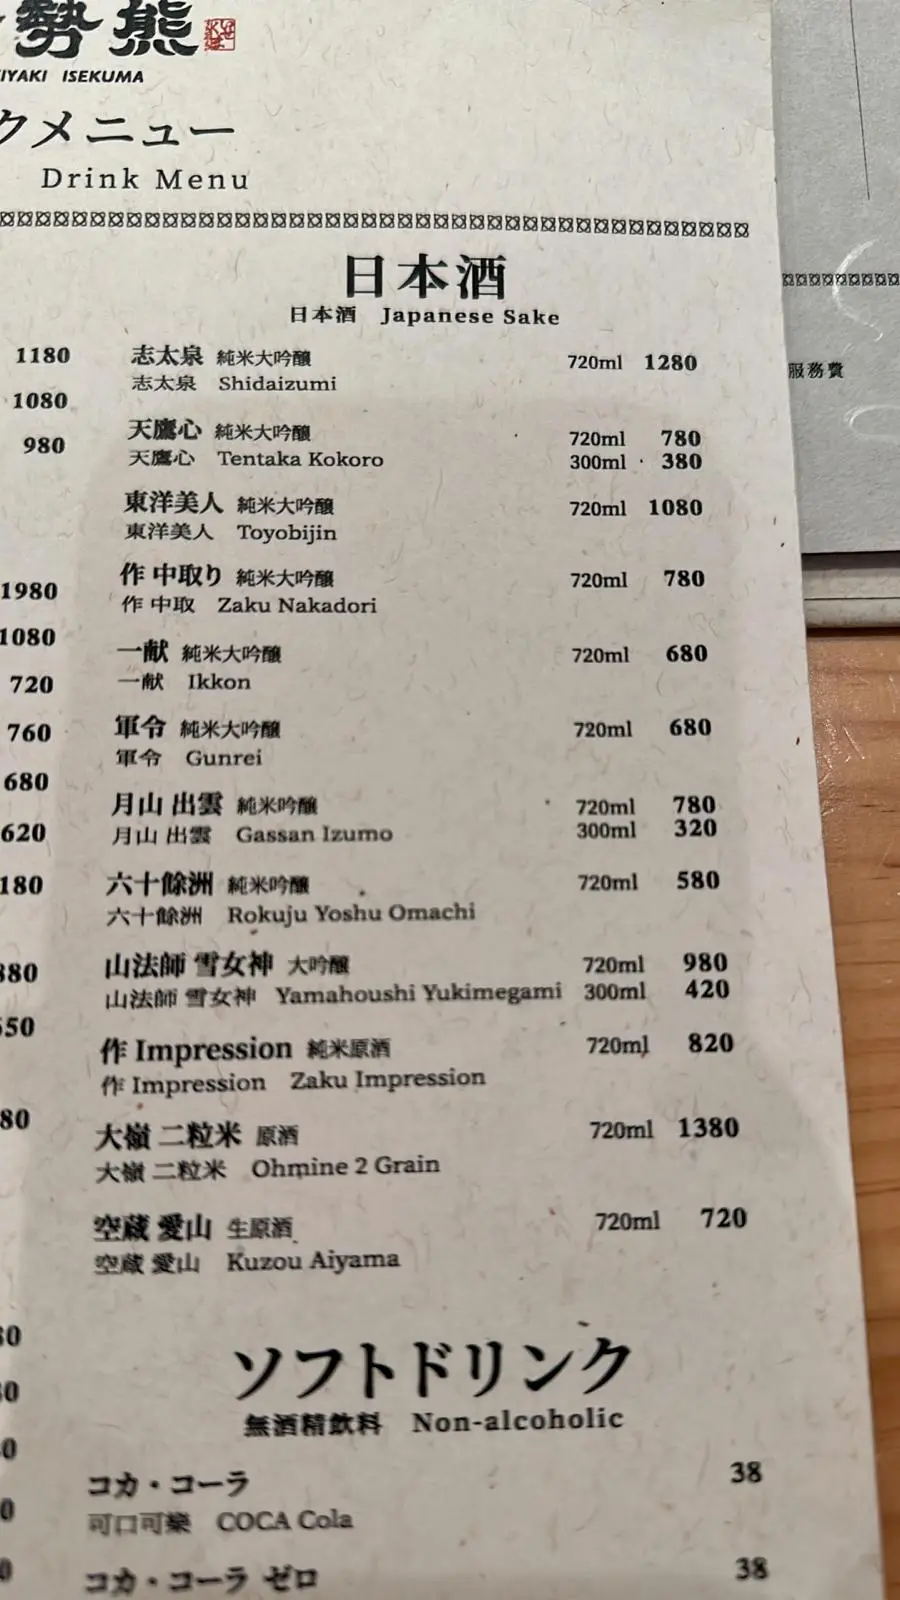 勢熊
IYAKI ISEKUMA
クメニュー
Drink Menu
日本酒
日本酒 Japanese Sake
1180
志太泉 純米大吟醸 720ml 1280
志太泉 Shidaizumi
1080
天鷹心 純米大吟醸 720ml 780
980
天鷹心 Tentaka Kokoro 300ml 380
東洋美人 純米大吟醸 720ml 1080
東洋美人 Toyobijin
1980
作 中取り 純米大吟醸 720ml 780
作 中取 Zaku Nakadori
1080
一献 純米大吟醸 720ml 680
720
一献 Ikkon
760
軍令 純米大吟醸 720ml 680
軍令 Gunrei
680
月山 出雲 純米吟醸 720ml 780
620
月山 出雲 Gassan Izumo 300ml 320
180
六十餘洲 純米吟醸 720ml 580
六十餘洲 Rokuju Yoshu Omachi
380
山法師 雪女神 大吟醸 720ml 980
山法師 雪女神 Yamahoushi Yukimegami 300ml 420
550
作 Impression 純米原酒 720ml 820
作 Impression Zaku Impression
80
大嶺 二粒米 原酒 720ml 1380
大嶺 二粒米 Ohmine 2 Grain
空蔵 愛山 生原酒 720ml 720
空蔵 愛山 Kuzou Aiyama
ソフトドリンク
無酒精飲料 Non-alcoholic
コカ・コーラ 38
可口可樂 COCA Cola
コカ・コーラ ゼロ 38
服務費